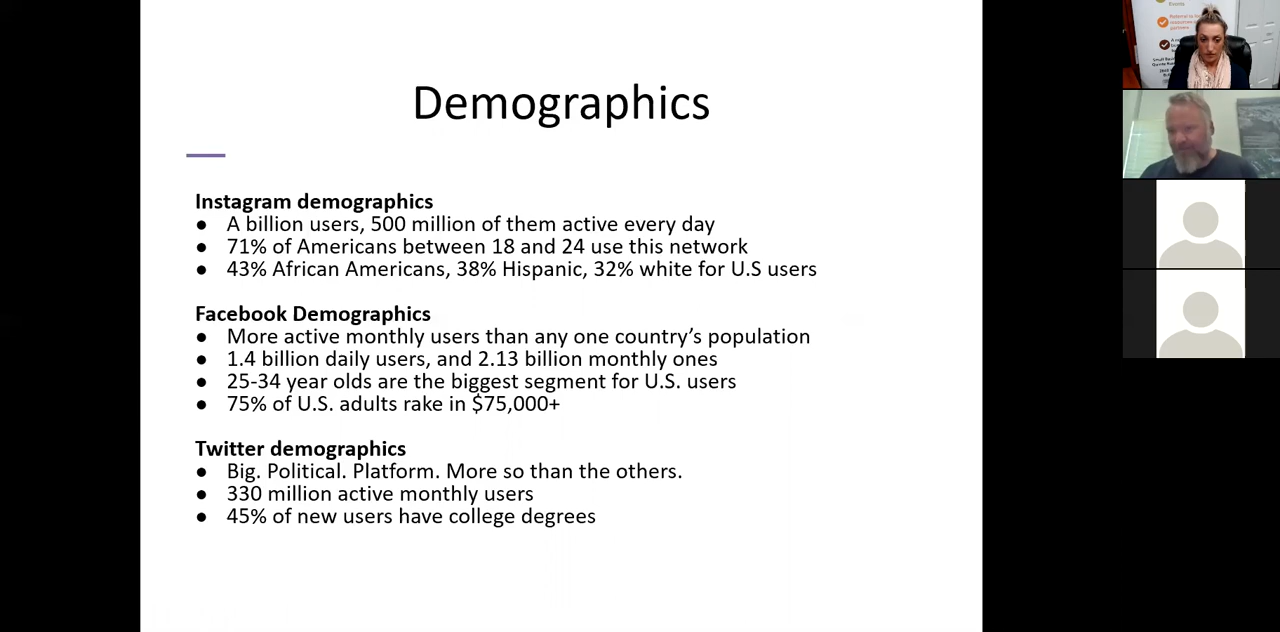 Demographics
Instagram demographics
● A billion users, 500 million of them active every day
● 71% of Americans between 18 and 24 use this network
● 43% African Americans, 38% Hispanic, 32% white for U.S users
Facebook Demographics
● More active monthly users than any one country’s population
● 1.4 billion daily users, and 2.13 billion monthly ones
● 25-34 year olds are the biggest segment for U.S. users
● 75% of U.S. adults rake in $75,000+
Twitter demographics
● Big. Political. Platform. More so than the others.
● 330 million active monthly users
● 45% of new users have college degrees
Events
Referral to